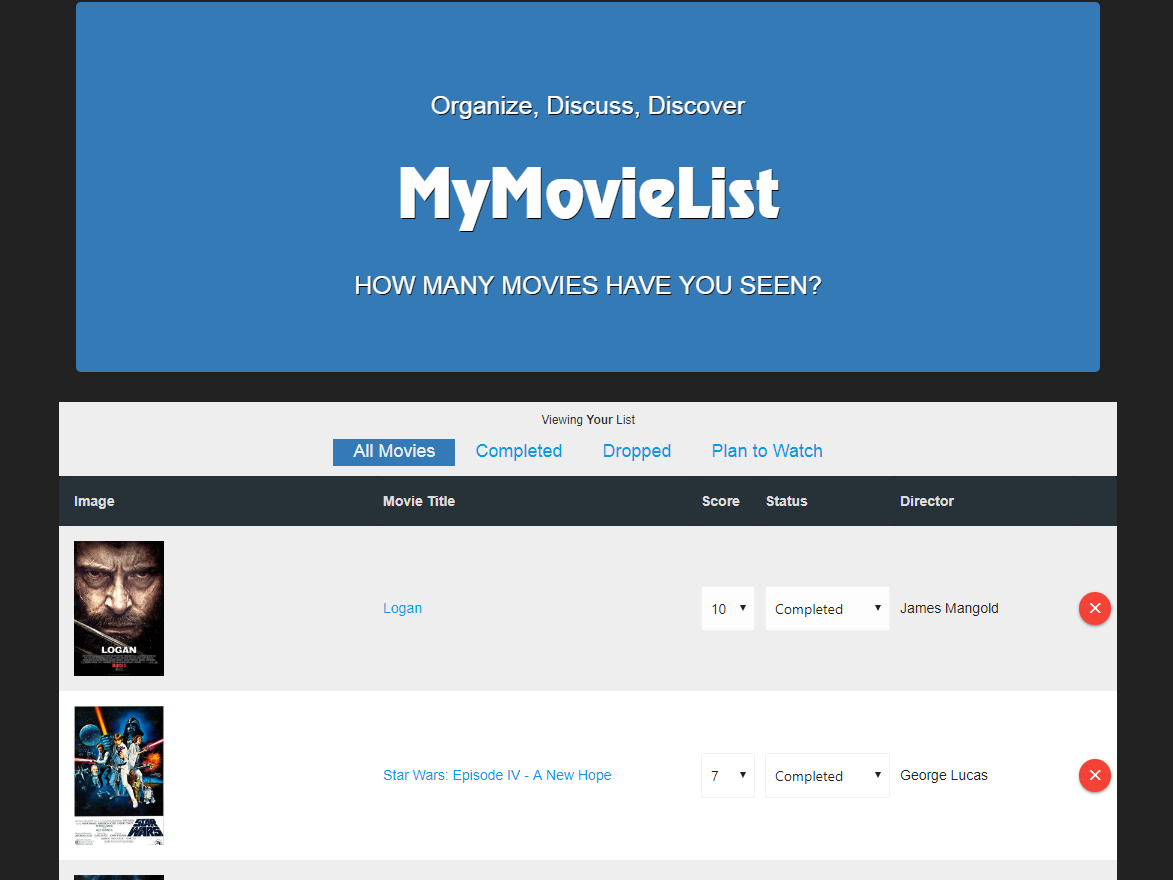 Organize, Discuss, Discover
MyMovieList
HOW MANY MOVIES HAVE YOU SEEN?
Viewing Your List
All Movies Completed Dropped Plan to Watch
Image Movie Title Score Status Director
LOGAN
Logan 10 Completed James Mangold
STAR WARS
Star Wars: Episode IV - A New Hope 7 Completed George Lucas